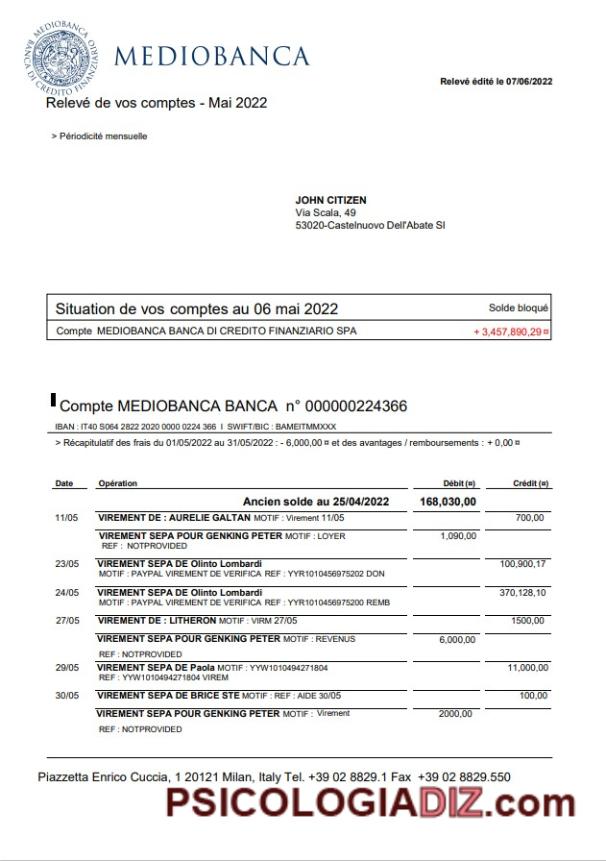 MEDIOBANCA
BANCA DI CREDITO FINANZIARIO
MEDIOBANCA
Relevé édité le 07/06/2022
Relevé de vos comptes - Mai 2022
> Périodicité mensuelle
JOHN CITIZEN
Via Scala, 49
53020-Castelnuovo Dell'Abate SI
Situation de vos comptes au 06 mai 2022 Solde bloqué
Compte MEDIOBANCA BANCA DI CREDITO FINANZIARIO SPA + 3,457,890,29 ¤
Compte MEDIOBANCA BANCA n° 000000224366
IBAN : IT40 S064 2822 2020 0000 0224 366 I SWIFT/BIC : BAMEITMMXXX
> Récapitulatif des frais du 01/05/2022 au 31/05/2022 : - 6,000,00 ¤ et des avantages / remboursements : + 0,00 ¤
Date Opération Débit (¤) Crédit (¤)
Ancien solde au 25/04/2022 168,030,00
11/05 VIREMENT DE : AURELIE GALTAN MOTIF : Virement 11/05 700,00
VIREMENT SEPA POUR GENKING PETER MOTIF : LOYER 1,090,00
REF : NOTPROVIDED
23/05 VIREMENT SEPA DE Olinto Lombardi 100,900,17
MOTIF : PAYPAL VIREMENT DE VERIFICA REF : YYR1010456975202 DON
24/05 VIREMENT SEPA DE Olinto Lombardi 370,128,10
MOTIF : PAYPAL VIREMENT DE VERIFICA REF : YYR1010456975200 REMB
27/05 VIREMENT DE : LITHERON MOTIF : VIRM 27/05 1500,00
VIREMENT SEPA POUR GENKING PETER MOTIF : REVENUS 6,000,00
REF : NOTPROVIDED
29/05 VIREMENT SEPA DE Paola MOTIF : YYW1010494271804 11,000,00
REF : YYW1010494271804 VIREM
30/05 VIREMENT SEPA DE BRICE STE MOTIF : REF : AIDE 30/05 100,00
VIREMENT SEPA POUR GENKING PETER MOTIF : Virement 2000,00
REF : NOTPROVIDED
Piazzetta Enrico Cuccia, 1 20121 Milan, Italy Tel. +39 02 8829.1 Fax +39 02 8829.550
PSICOLOGIADIZ.com